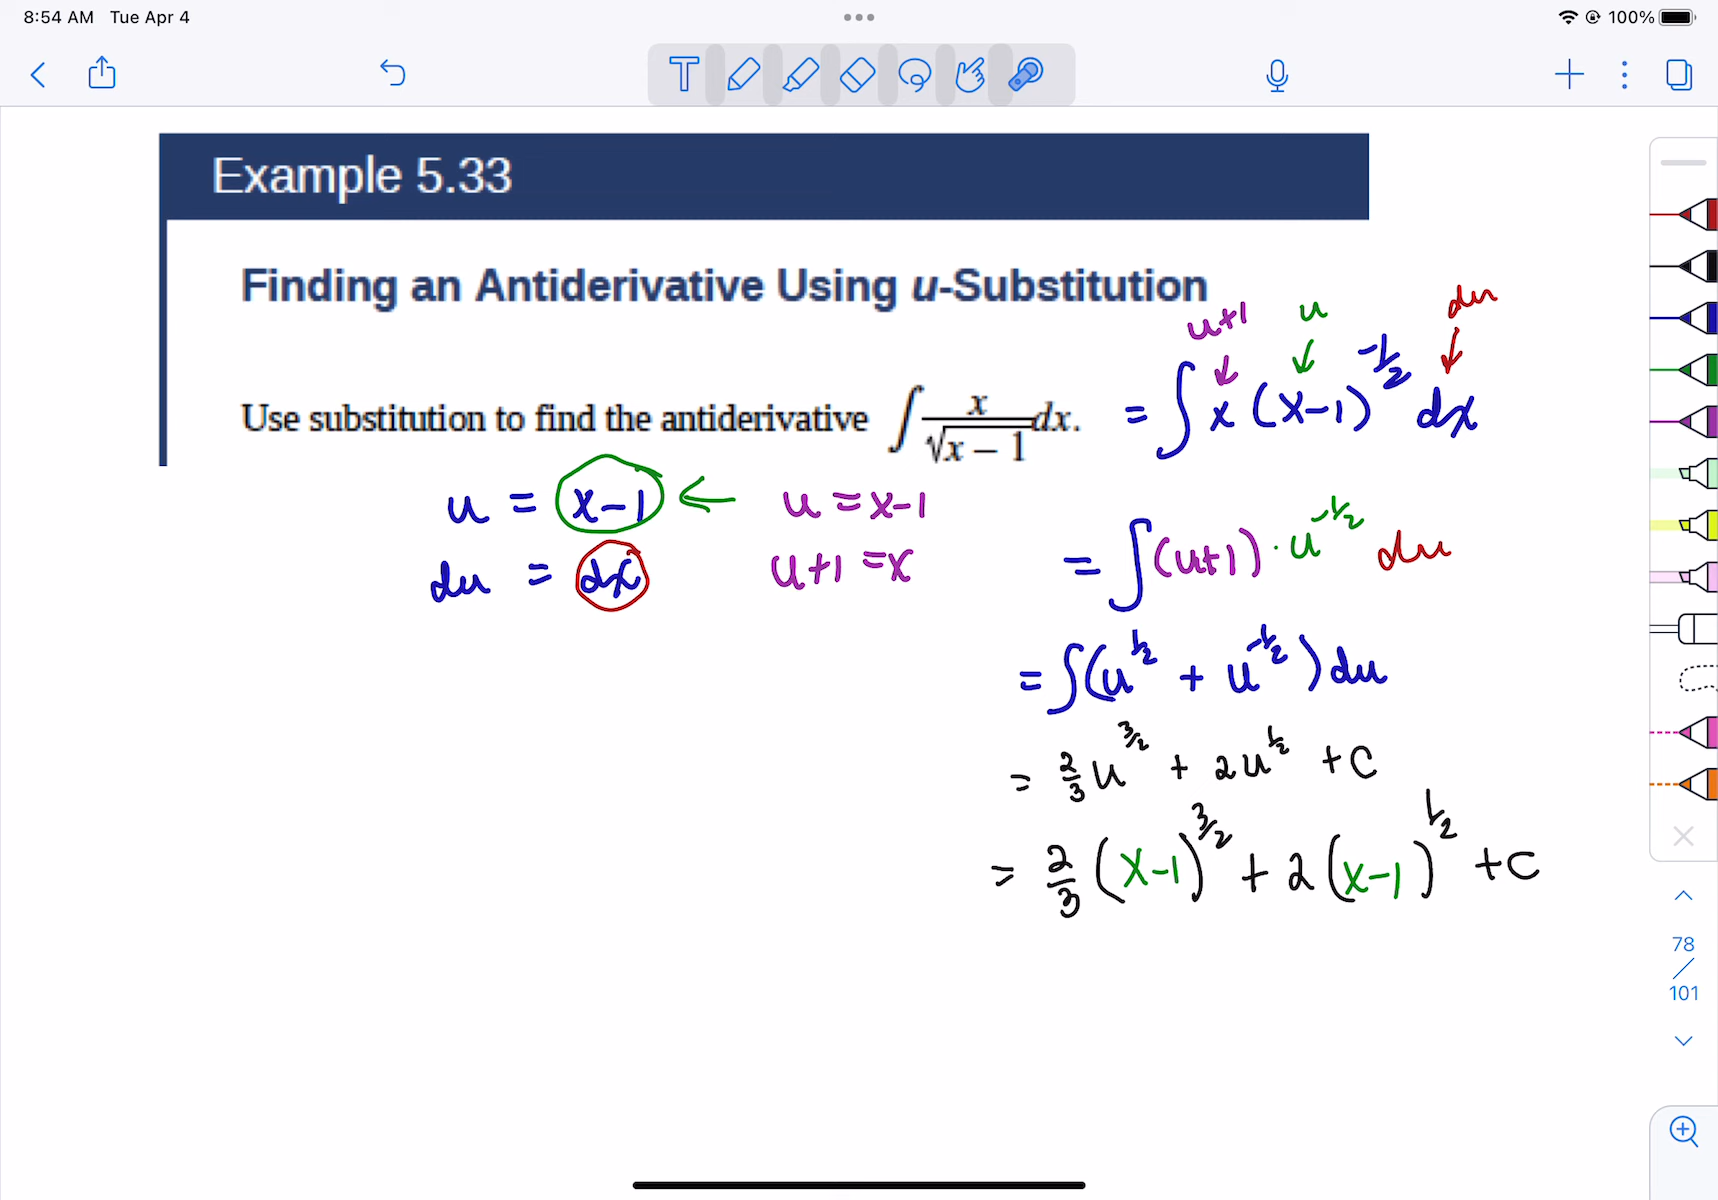 8:54 AM Tue Apr 4
100%
Example 5.33
Finding an Antiderivative Using u-Substitution
u+1 u du
Use substitution to find the antiderivative ∫ x/√(x − 1) dx. = ∫ x (x−1)^(-1/2) dx
u = x−1 ← u = x−1
du = dx u+1 = x
= ∫ (u+1) · u^(-1/2) du
= ∫ (u^(1/2) + u^(-1/2)) du
= 2/3 u^(3/2) + 2u^(1/2) + C
= 2/3 (x−1)^(3/2) + 2 (x−1)^(1/2) + C
78
/
101